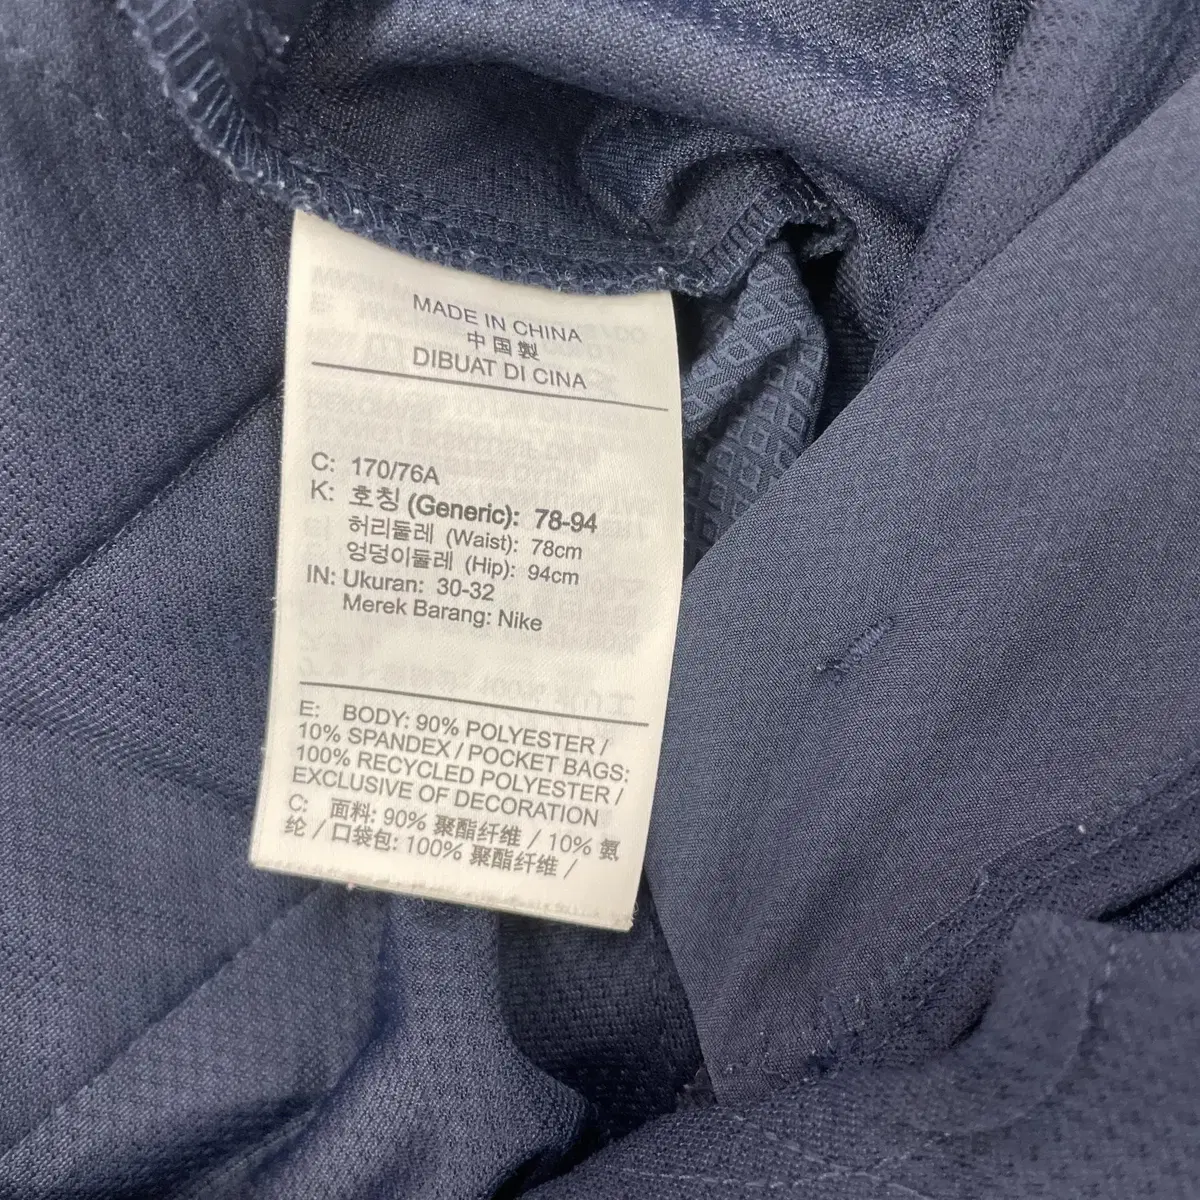 MADE IN CHINA
中国製
DIBUAT DI CINA
C: 170/76A
K: 호칭 (Generic): 78-94
허리둘레 (Waist): 78cm
엉덩이둘레 (Hip): 94cm
IN: Ukuran: 30-32
Merek Barang: Nike
E: BODY: 90% POLYESTER /
10% SPANDEX / POCKET BAGS:
100% RECYCLED POLYESTER /
EXCLUSIVE OF DECORATION
C: 面料: 90% 聚酯纤维 / 10% 氨
纶 / 口袋包: 100% 聚酯纤维 /